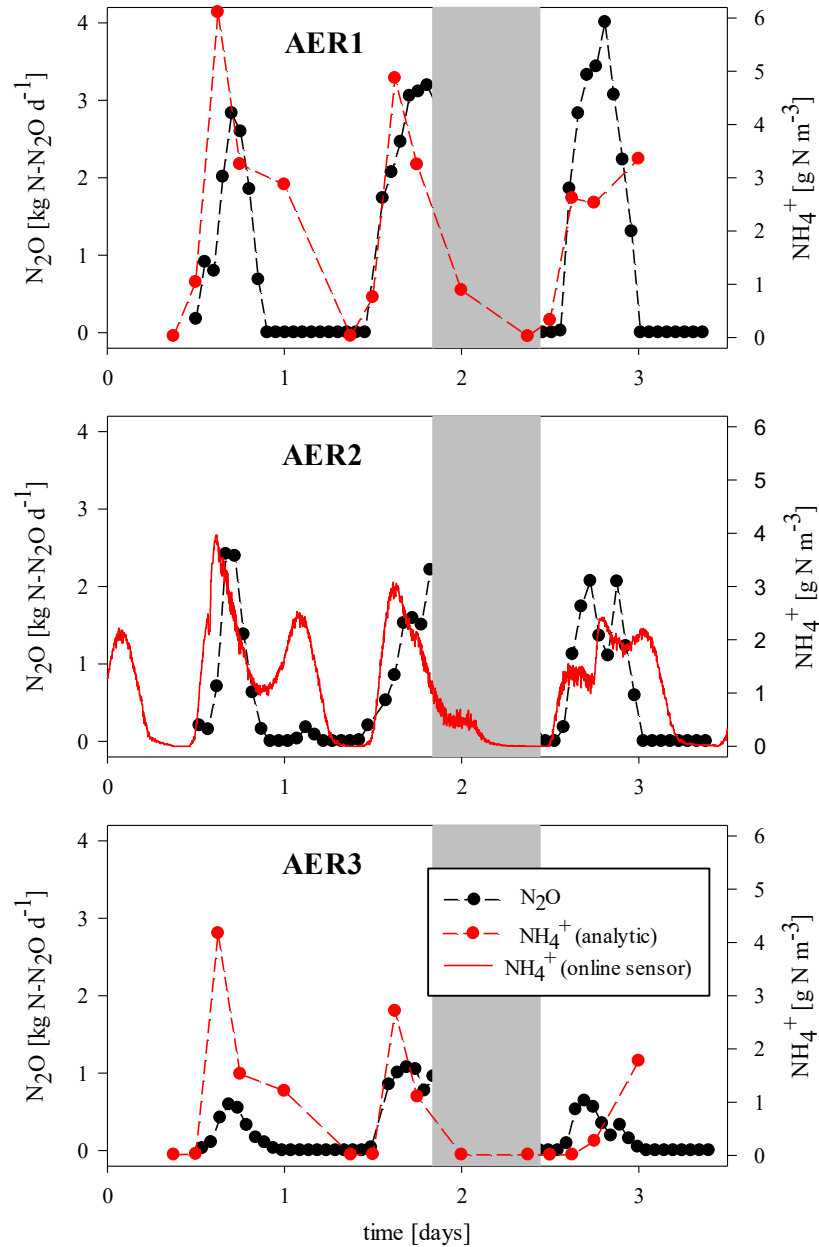 AER1
N2O [kg N-N2O d-1]
4
3
2
1
0
6
5
4
3
2
1
0
NH4+ [g N m-3]
0 1 2 3
AER2
N2O [kg N-N2O d-1]
4
3
2
1
0
6
5
4
3
2
1
0
NH4+ [g N m-3]
0 1 2 3
AER3
N2O [kg N-N2O d-1]
4
3
2
1
0
N2O
NH4+ (analytic)
NH4+ (online sensor)
6
5
4
3
2
1
0
NH4+ [g N m-3]
0 1 2 3
time [days]